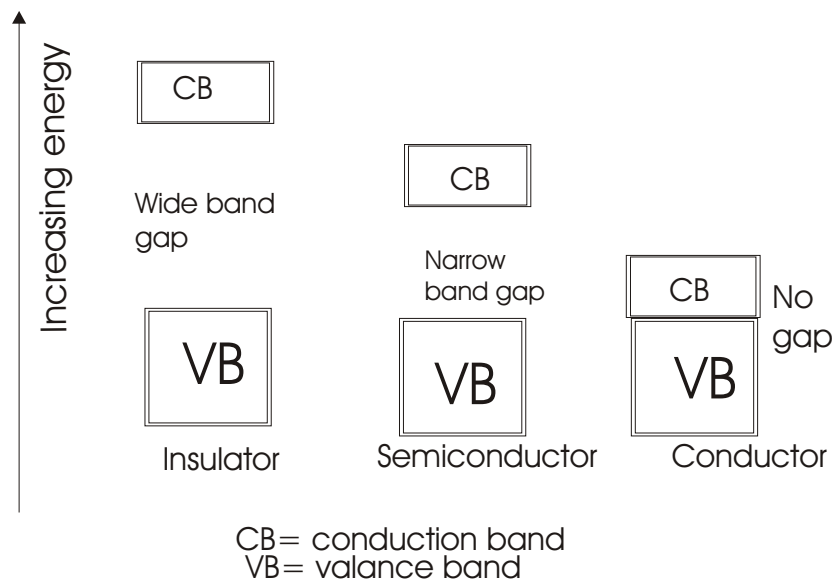 Increasing energy
CB
Wide band
gap
VB
Insulator
CB
Narrow
band gap
VB
Semiconductor
CB
No
gap
VB
Conductor
CB= conduction band
VB= valance band